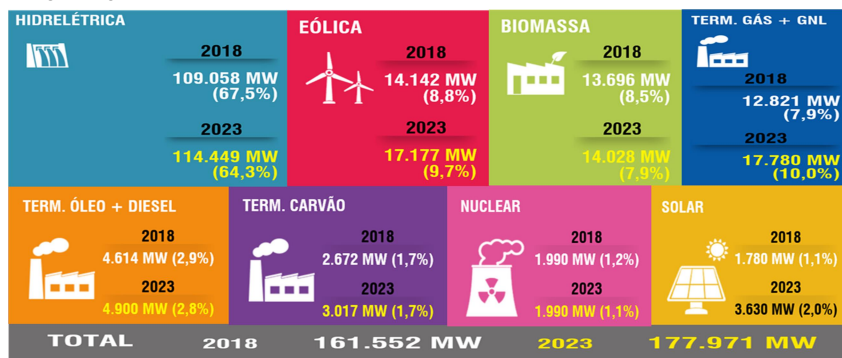 HIDRELÉTRICA
2018
109.058 MW
(67,5%)
2023
114.449 MW
(64,3%)
EÓLICA
2018
14.142 MW
(8,8%)
2023
17.177 MW
(9,7%)
BIOMASSA
2018
13.696 MW
(8,5%)
2023
14.028 MW
(7,9%)
TERM. GÁS + GNL
2018
12.821 MW
(7,9%)
2023
17.780 MW
(10,0%)
TERM. ÓLEO + DIESEL
2018
4.614 MW (2,9%)
2023
4.900 MW (2,8%)
TERM. CARVÃO
2018
2.672 MW (1,7%)
2023
3.017 MW (1,7%)
NUCLEAR
2018
1.990 MW (1,2%)
2023
1.990 MW (1,1%)
SOLAR
2018
1.780 MW (1,1%)
2023
3.630 MW (2,0%)
TOTAL 2018 161.552 MW 2023 177.971 MW